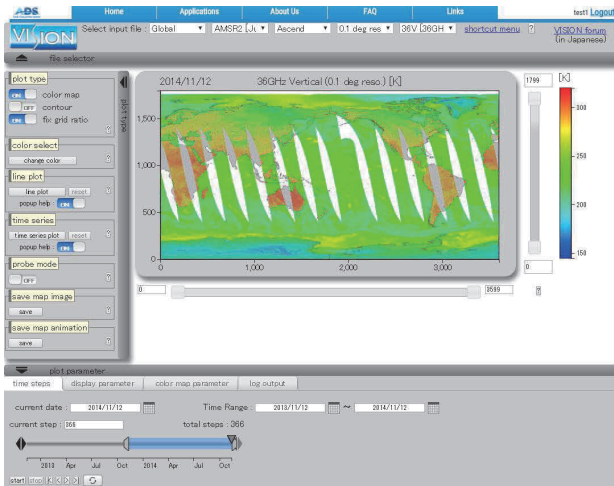 ADS
Home Applications About Us FAQ Links
test1 Logout
VISION
Select input file : Global AMSR2 [Ju Ascend 0.1 deg res 36V [36GH shortcut menu ?
VISION forum
(in Japanese)
file selector
plot type
ON color map
OFF contour
ON fix grid ratio
?
plot type
color select
change color ?
line plot
line plot reset ?
popup help : ON
time series
time series plot reset ?
popup help : ON
probe mode
OFF ?
save map image
save ?
save map animation
save ?
2014/11/12 36GHz Vertical (0.1 deg reso.) [K]
1,500
1,000
500
0
0 1,000 2,000 3,000
1799
0
[K]
300
250
200
150
0 3599
plot parameter
time steps display parameter color map parameter log output
current date : 2014/11/12 Time Range : 2013/11/12 ~ 2014/11/12
current step : 366 total steps : 366
2013 Apr Jul Oct 2014 Apr Jul Oct
start stop |< < > >|